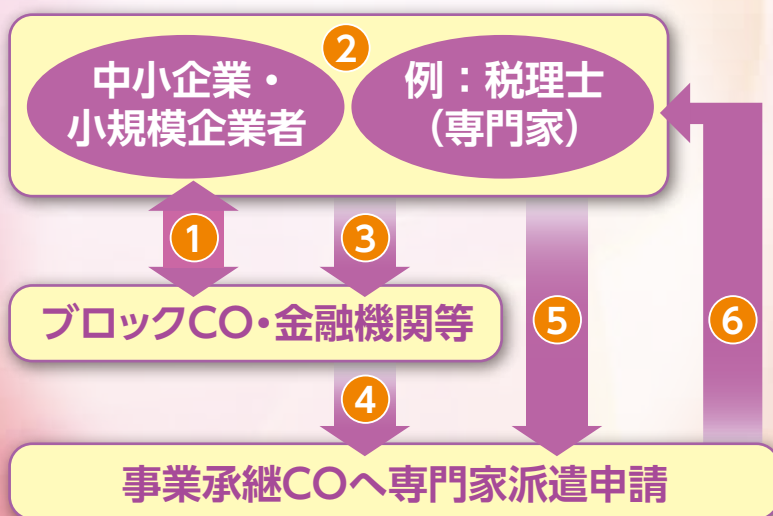 ②
中小企業・
小規模企業者
例：税理士
（専門家）
①
③
ブロックCO・金融機関等
⑤
⑥
④
事業承継COへ専門家派遣申請